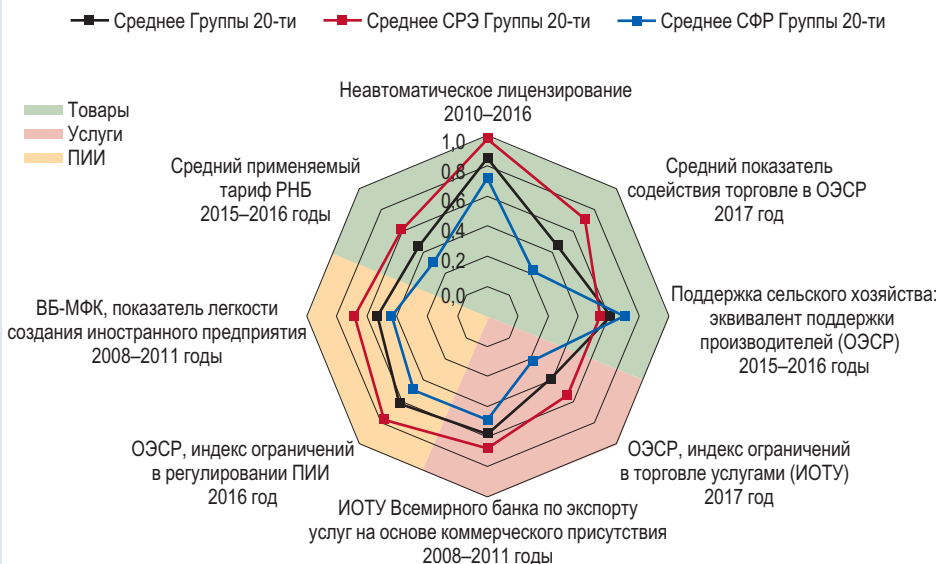 Среднее Группы 20-ти
Среднее СРЭ Группы 20-ти
Среднее СФР Группы 20-ти
Товары
Услуги
ПИИ
Неавтоматическое лицензирование
2010–2016
Средний показатель
содействия торговле в ОЭСР
2017 год
Поддержка сельского хозяйства:
эквивалент поддержки
производителей (ОЭСР)
2015–2016 годы
ОЭСР, индекс ограничений
в торговле услугами (ИОТУ)
2017 год
ИОТУ Всемирного банка по экспорту
услуг на основе коммерческого присутствия
2008–2011 годы
ОЭСР, индекс ограничений
в регулировании ПИИ
2016 год
ВБ-МФК, показатель легкости
создания иностранного предприятия
2008–2011 годы
Средний применяемый
тариф РНБ
2015–2016 годы
1,0
0,8
0,6
0,4
0,2
0,0